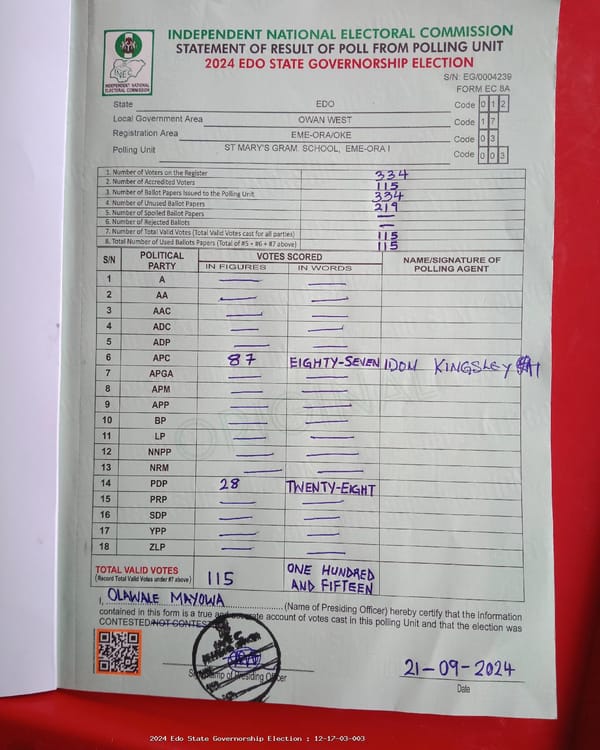 INDEPENDENT NATIONAL ELECTORAL COMMISSION
STATEMENT OF RESULT OF POLL FROM POLLING UNIT
2024 EDO STATE GOVERNORSHIP ELECTION
INEC
INDEPENDENT NATIONAL ELECTORAL COMMISSION
S/N: EG/0004239
FORM EC 8A
State EDO Code 0 1 2
Local Government Area OWAN WEST Code 1 7
Registration Area EME-ORA/OKE Code 0 3
Polling Unit ST MARY'S GRAM. SCHOOL, EME-ORA I Code 0 0 3
1. Number of Voters on the Register 334
2. Number of Accredited Voters 115
3. Number of Ballot Papers Issued to the Polling Unit 334
4. Number of Unused Ballot Papers 219
5. Number of Spoiled Ballot Papers —
6. Number of Rejected Ballots —
7. Number of Total Valid Votes (Total Valid Votes cast for all parties) 115
8. Total Number of Used Ballots Papers (Total of #5 + #6 + #7 above) 115
S/N POLITICAL PARTY VOTES SCORED NAME/SIGNATURE OF POLLING AGENT
IN FIGURES IN WORDS
1 A — —
2 AA — —
3 AAC — —
4 ADC — —
5 ADP — —
6 APC 87 EIGHTY-SEVEN IDON KINGSLEY
7 APGA — —
8 APM — —
9 APP — —
10 BP — —
11 LP — —
12 NNPP — —
13 NRM — —
14 PDP 28 TWENTY-EIGHT
15 PRP — —
16 SDP — —
17 YPP — —
18 ZLP — —
TOTAL VALID VOTES 115 ONE HUNDRED
(Record Total Valid Votes under #7 above) AND FIFTEEN
I, OLAWALE MAYOWA (Name of Presiding Officer) hereby certify that the information
contained in this form is a true and account of votes cast in this polling Unit and that the election was
CONTESTED/NOT CONTESTED
of Presiding Officer
21-09-2024
Date
2024 Edo State Governorship Election : 12-17-03-003